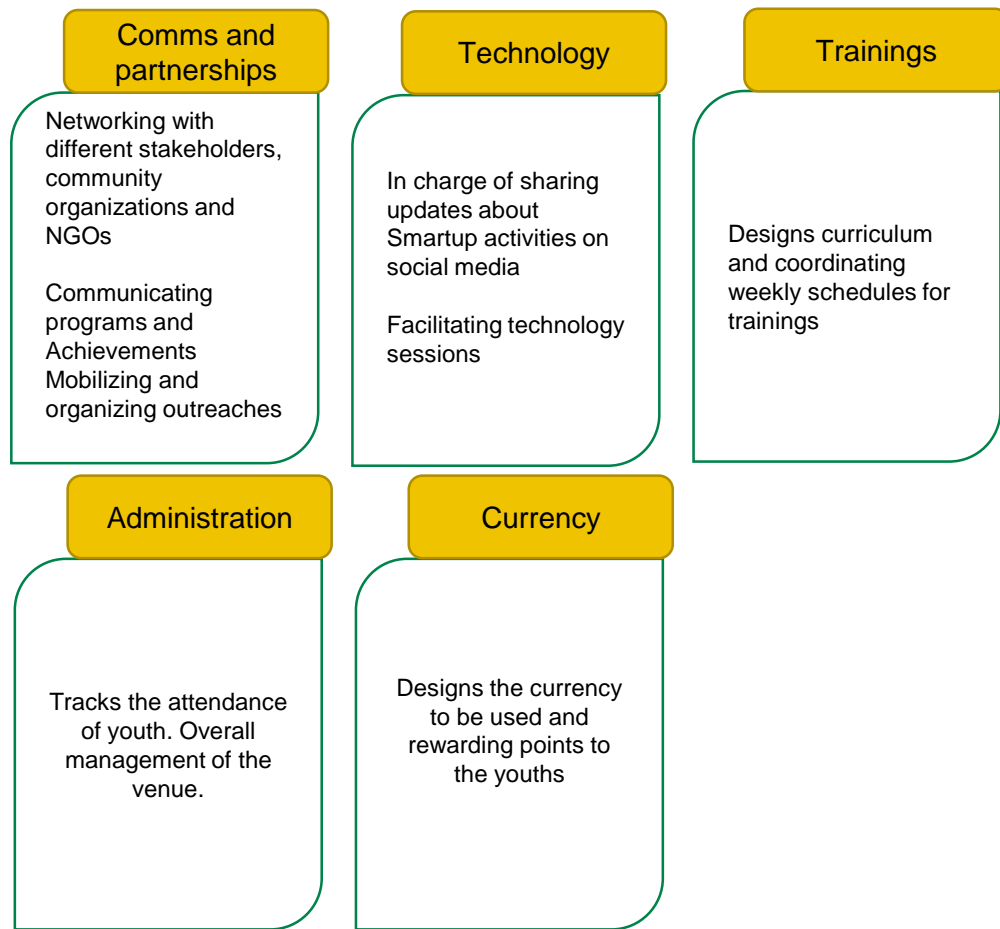 Comms and
partnerships
Networking with
different stakeholders,
community
organizations and
NGOs
Communicating
programs and
Achievements
Mobilizing and
organizing outreaches
Technology
In charge of sharing
updates about
Smartup activities on
social media
Facilitating technology
sessions
Trainings
Designs curriculum
and coordinating
weekly schedules for
trainings
Administration
Tracks the attendance
of youth. Overall
management of the
venue.
Currency
Designs the currency
to be used and
rewarding points to
the youths